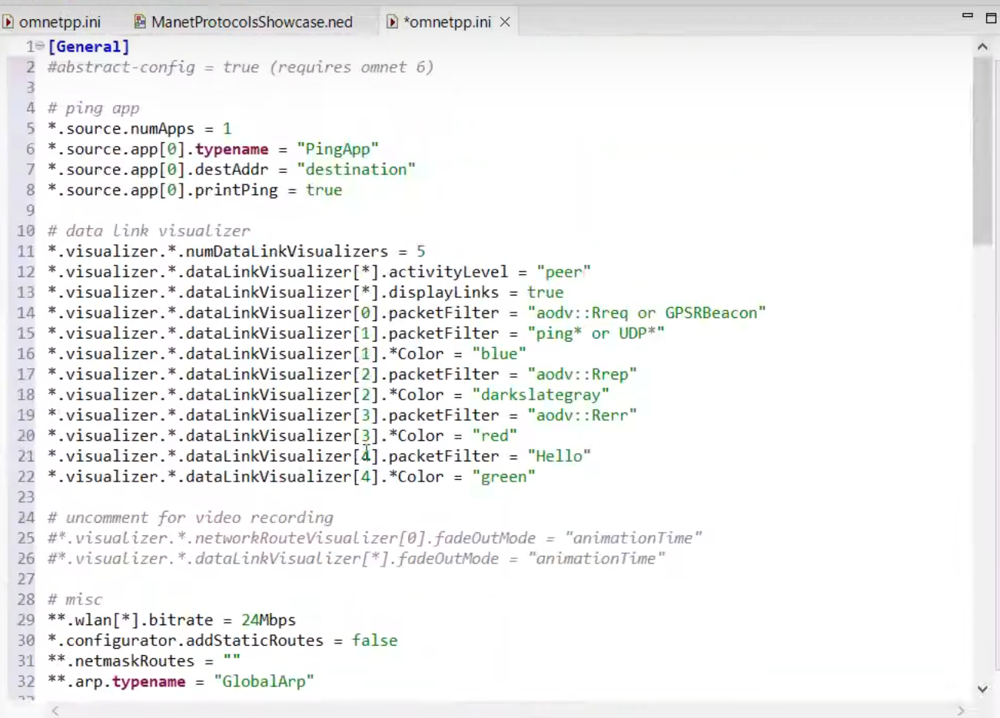 omnetpp.ini ManetProtocolsShowcase.ned *omnetpp.ini
1 [General]
2 #abstract-config = true (requires omnet 6)
3
4 # ping app
5 *.source.numApps = 1
6 *.source.app[0].typename = "PingApp"
7 *.source.app[0].destAddr = "destination"
8 *.source.app[0].printPing = true
9
10 # data link visualizer
11 *.visualizer.*.numDataLinkVisualizers = 5
12 *.visualizer.*.dataLinkVisualizer[*].activityLevel = "peer"
13 *.visualizer.*.dataLinkVisualizer[*].displayLinks = true
14 *.visualizer.*.dataLinkVisualizer[0].packetFilter = "aodv::Rreq or GPSRBeacon"
15 *.visualizer.*.dataLinkVisualizer[1].packetFilter = "ping* or UDP*"
16 *.visualizer.*.dataLinkVisualizer[1].*Color = "blue"
17 *.visualizer.*.dataLinkVisualizer[2].packetFilter = "aodv::Rrep"
18 *.visualizer.*.dataLinkVisualizer[2].*Color = "darkslategray"
19 *.visualizer.*.dataLinkVisualizer[3].packetFilter = "aodv::Rerr"
20 *.visualizer.*.dataLinkVisualizer[3].*Color = "red"
21 *.visualizer.*.dataLinkVisualizer[4].packetFilter = "Hello"
22 *.visualizer.*.dataLinkVisualizer[4].*Color = "green"
23
24 # uncomment for video recording
25 #*.visualizer.*.networkRouteVisualizer[0].fadeOutMode = "animationTime"
26 #*.visualizer.*.dataLinkVisualizer[*].fadeOutMode = "animationTime"
27
28 # misc
29 **.wlan[*].bitrate = 24Mbps
30 *.configurator.addStaticRoutes = false
31 **.netmaskRoutes = ""
32 **.arp.typename = "GlobalArp"